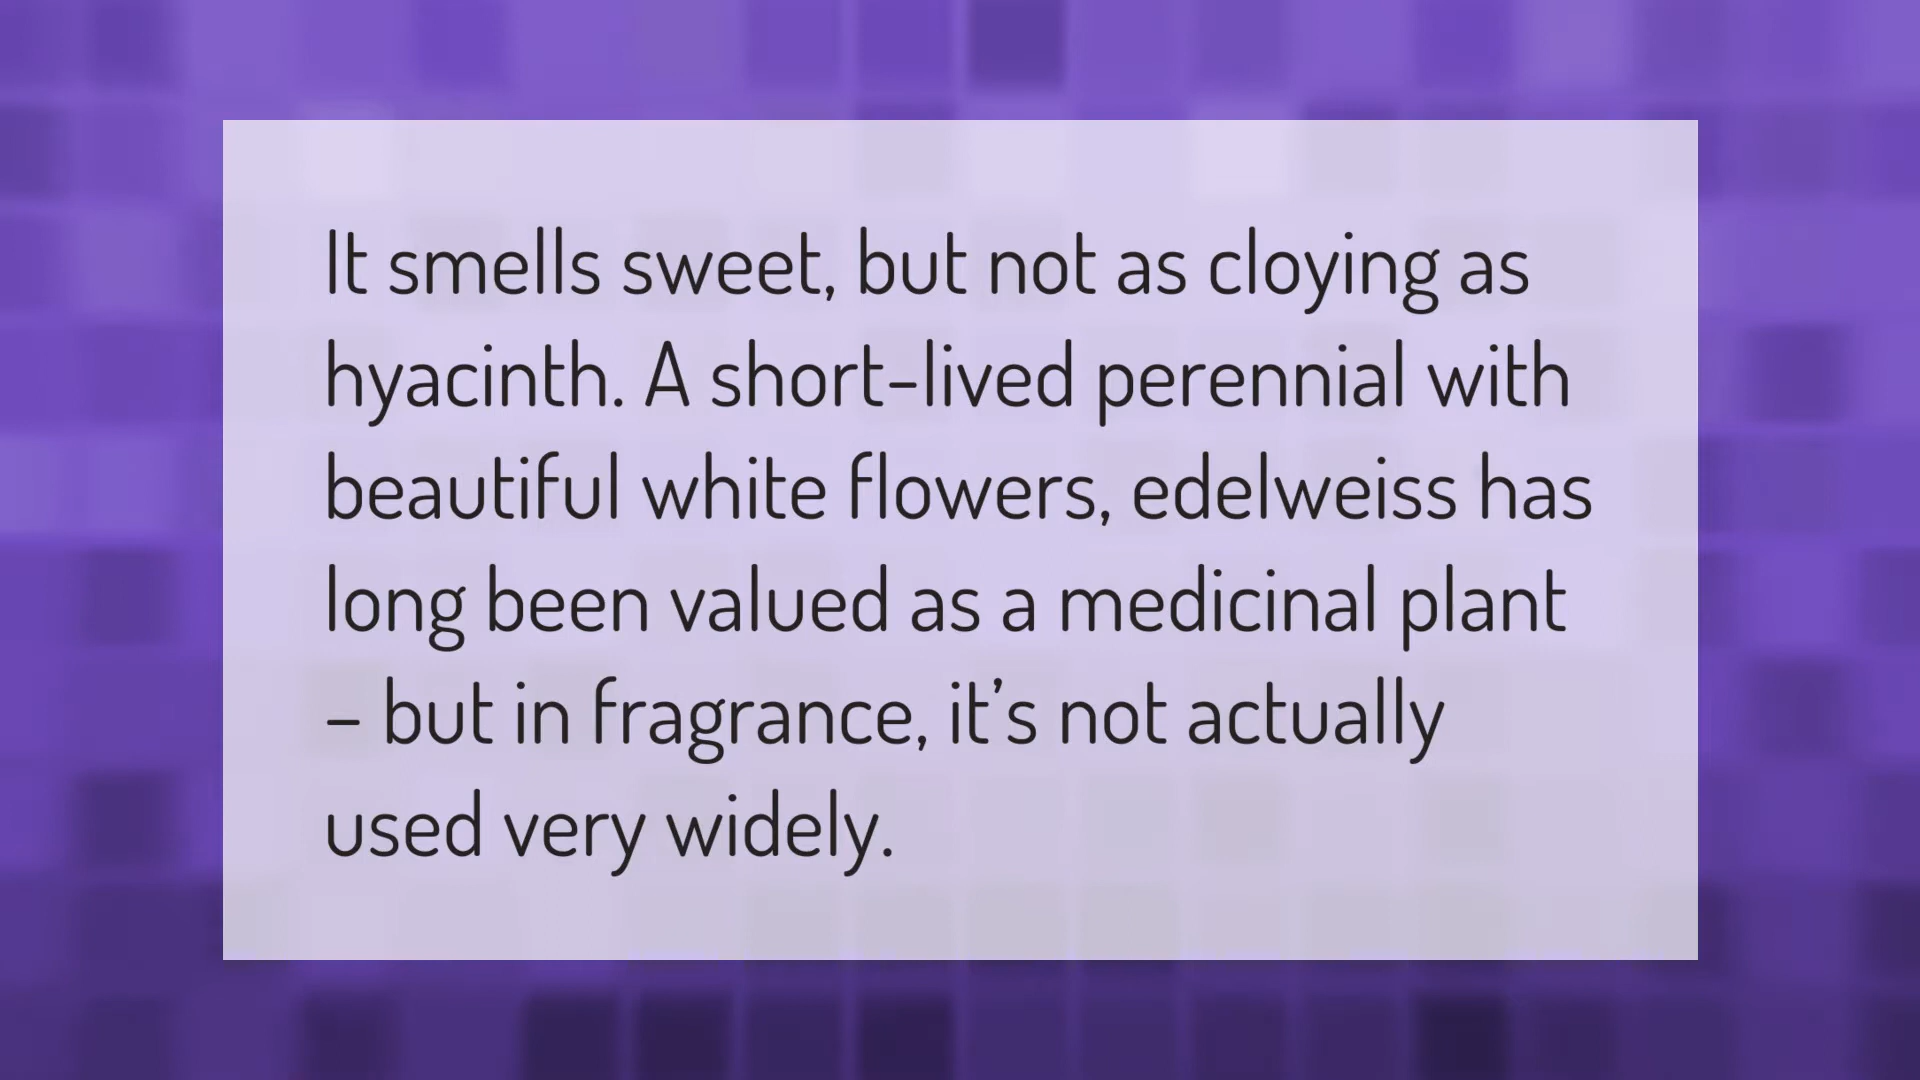 It smells sweet, but not as cloying as
hyacinth. A short-lived perennial with
beautiful white flowers, edelweiss has
long been valued as a medicinal plant
– but in fragrance, it’s not actually
used very widely.